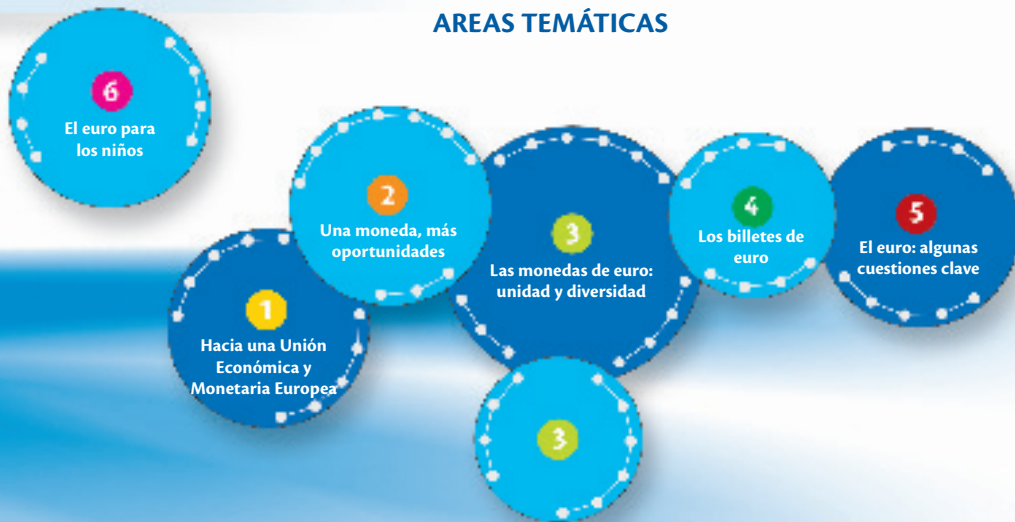 AREAS TEMÁTICAS
6
El euro para
los niños
2
Una moneda, más
oportunidades
3
Las monedas de euro:
unidad y diversidad
4
Los billetes de
euro
5
El euro: algunas
cuestiones clave
1
Hacia una Unión
Económica y
Monetaria Europea
3